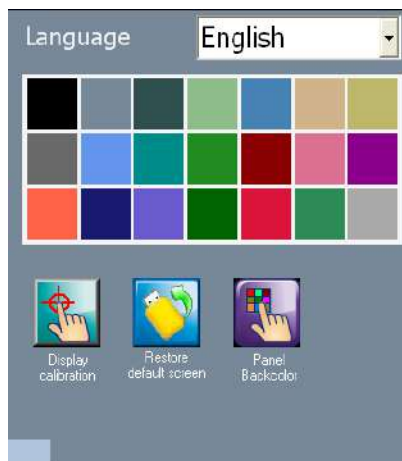 Language English
Display
calibration
Restore
default screen
Panel
Backcolor